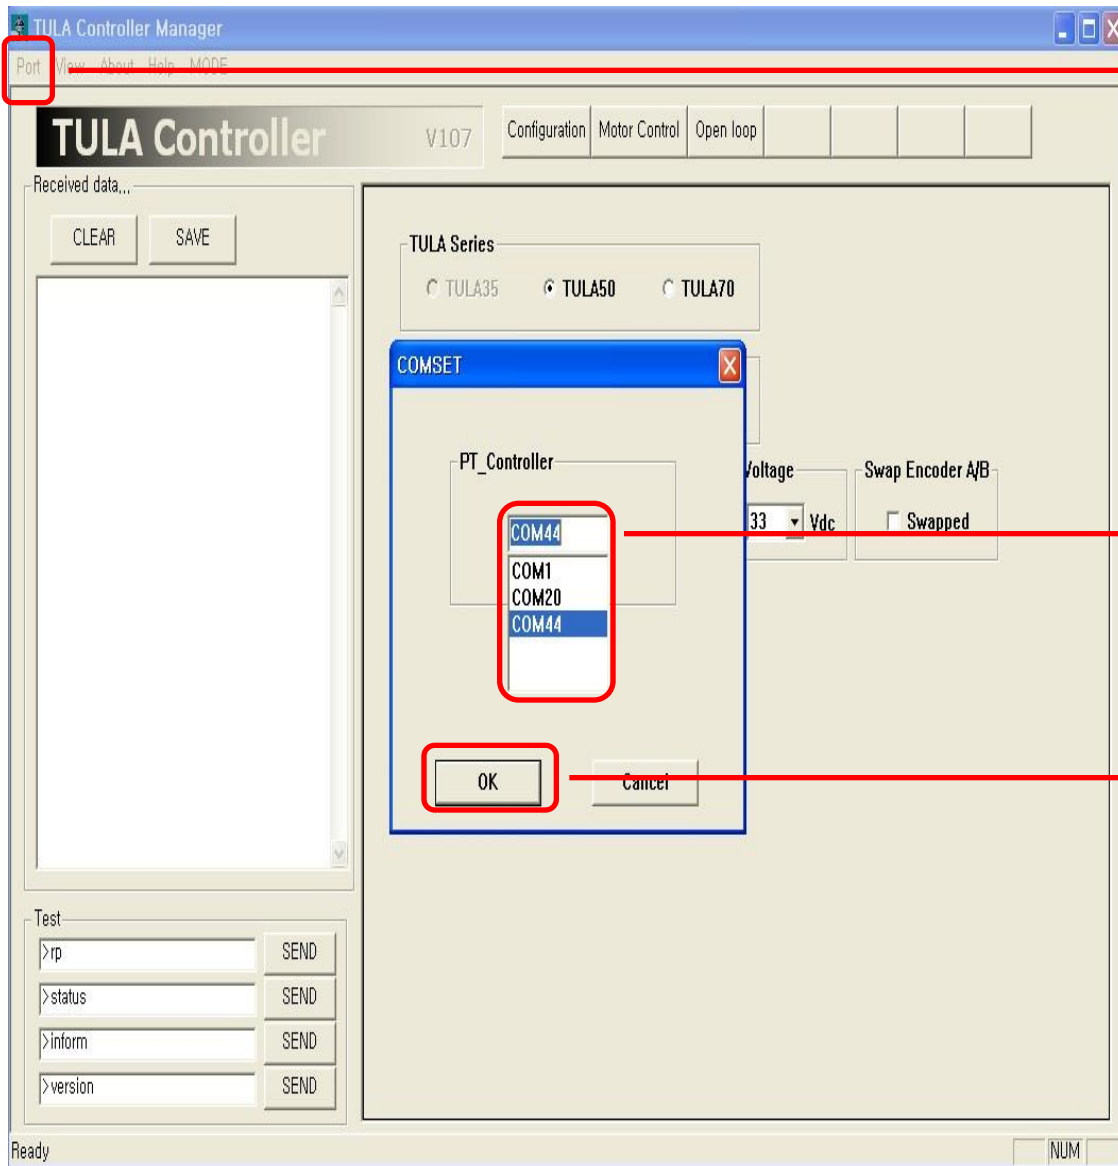 TULA Controller Manager
Port View About Help MODE
TULA Controller V107
Configuration Motor Control Open loop
Received data,,,
CLEAR SAVE
TULA Series
TULA35 TULA50 TULA70
COMSET
PT_Controller
COM44
COM1
COM20
COM44
OK Cancel
Voltage
33 Vdc
Swap Encoder A/B
Swapped
Test
>rp SEND
>status SEND
>inform SEND
>version SEND
Ready NUM